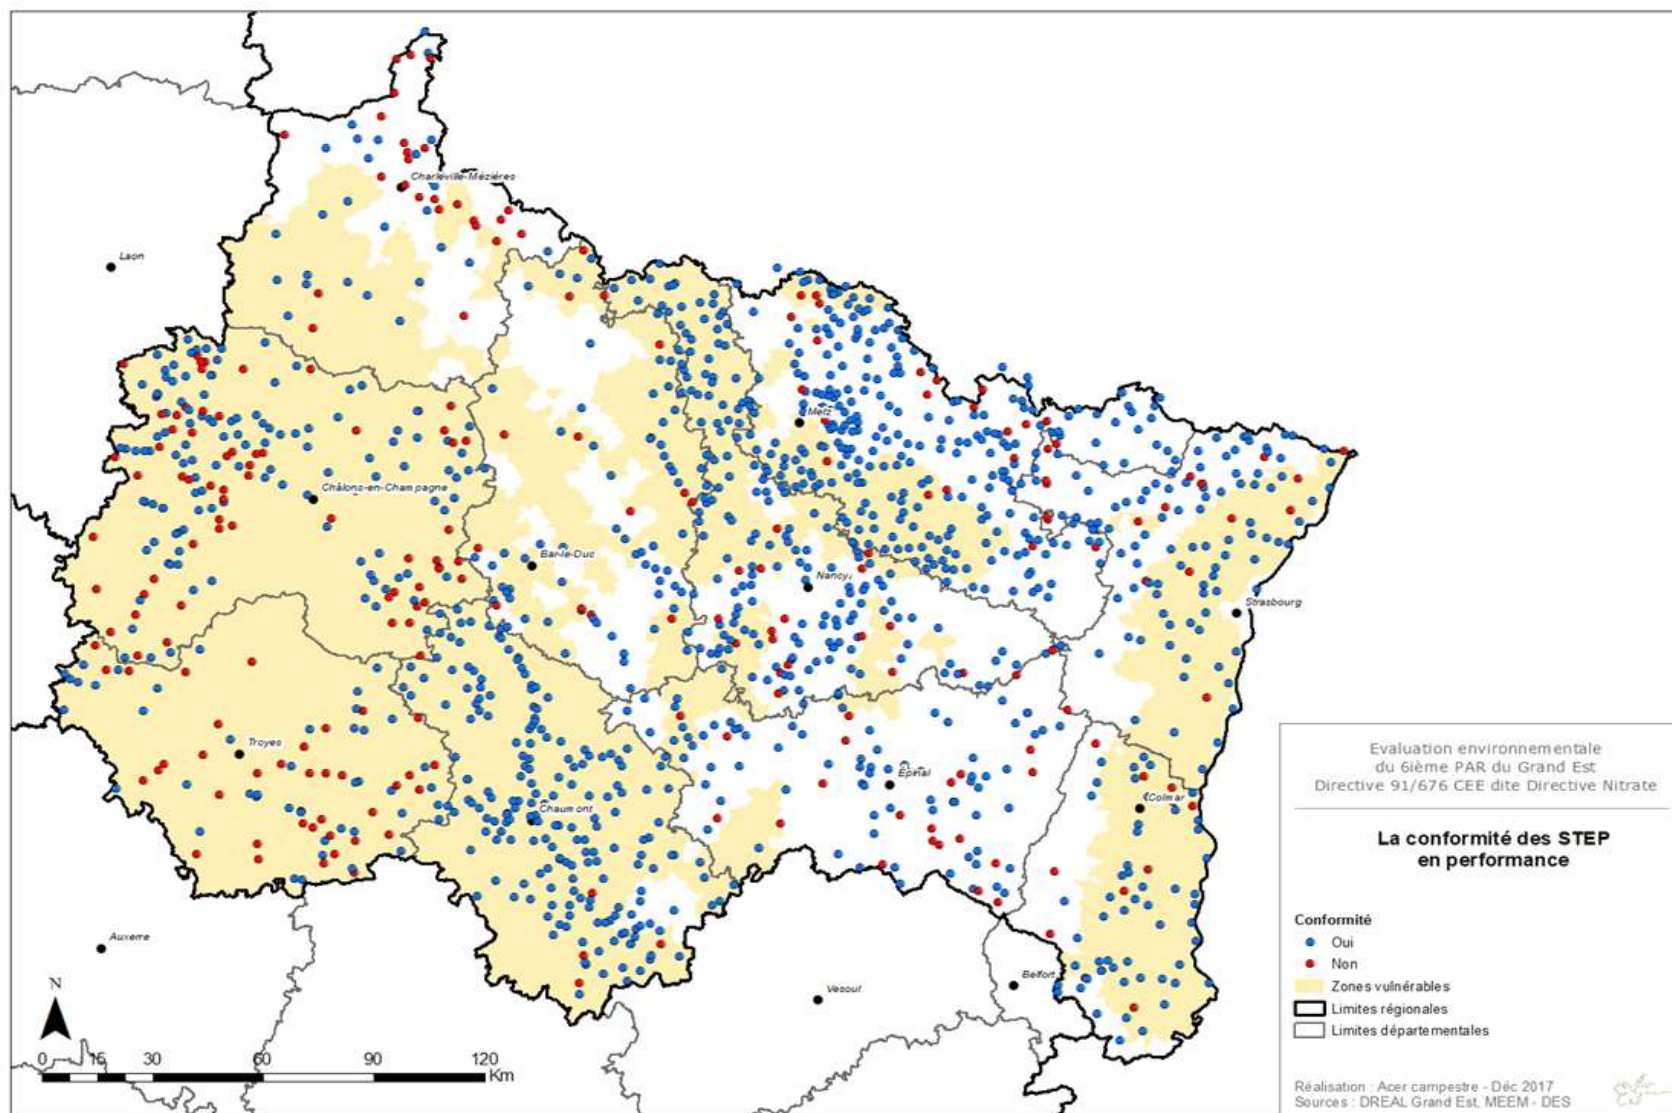 Charleville-Mézières
Laon
Metz
Châlons-en-Champagne
Bar-le-Duc
Nancy
Strasbourg
Troyes
Epinal
Chaumont
Colmar
Auxerre
Vesoul
Belfort
N
0 15 30 60 90 120
Km
Evaluation environnementale
du 6ième PAR du Grand Est
Directive 91/676 CEE dite Directive Nitrate
La conformité des STEP
en performance
Conformité
Oui
Non
Zones vulnérables
Limites régionales
Limites départementales
Réalisation : Acer campestre - Déc 2017
Sources : DREAL Grand Est, MEEM - DES